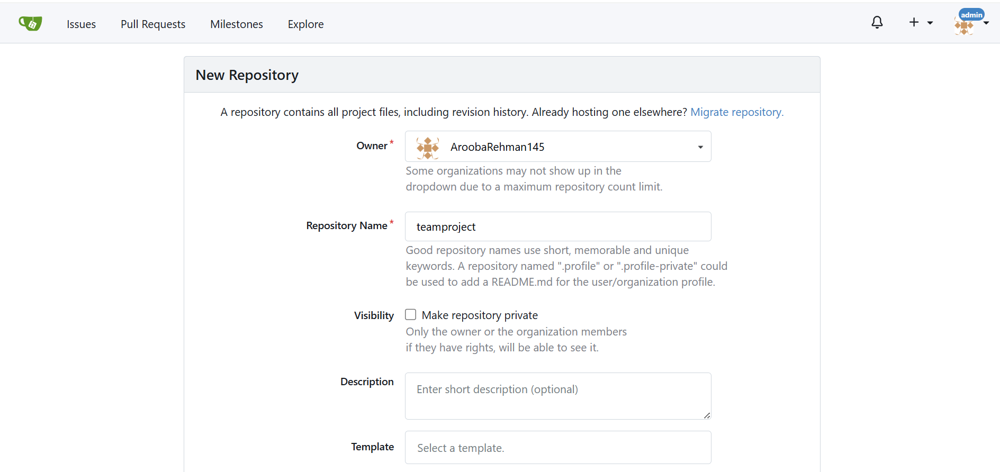 Issues Pull Requests Milestones Explore admin
New Repository
A repository contains all project files, including revision history. Already hosting one elsewhere? Migrate repository.
Owner * AroobaRehman145
Some organizations may not show up in the
dropdown due to a maximum repository count limit.
Repository Name * teamproject
Good repository names use short, memorable and unique
keywords. A repository named ".profile" or ".profile-private" could
be used to add a README.md for the user/organization profile.
Visibility Make repository private
Only the owner or the organization members
if they have rights, will be able to see it.
Description Enter short description (optional)
Template Select a template.